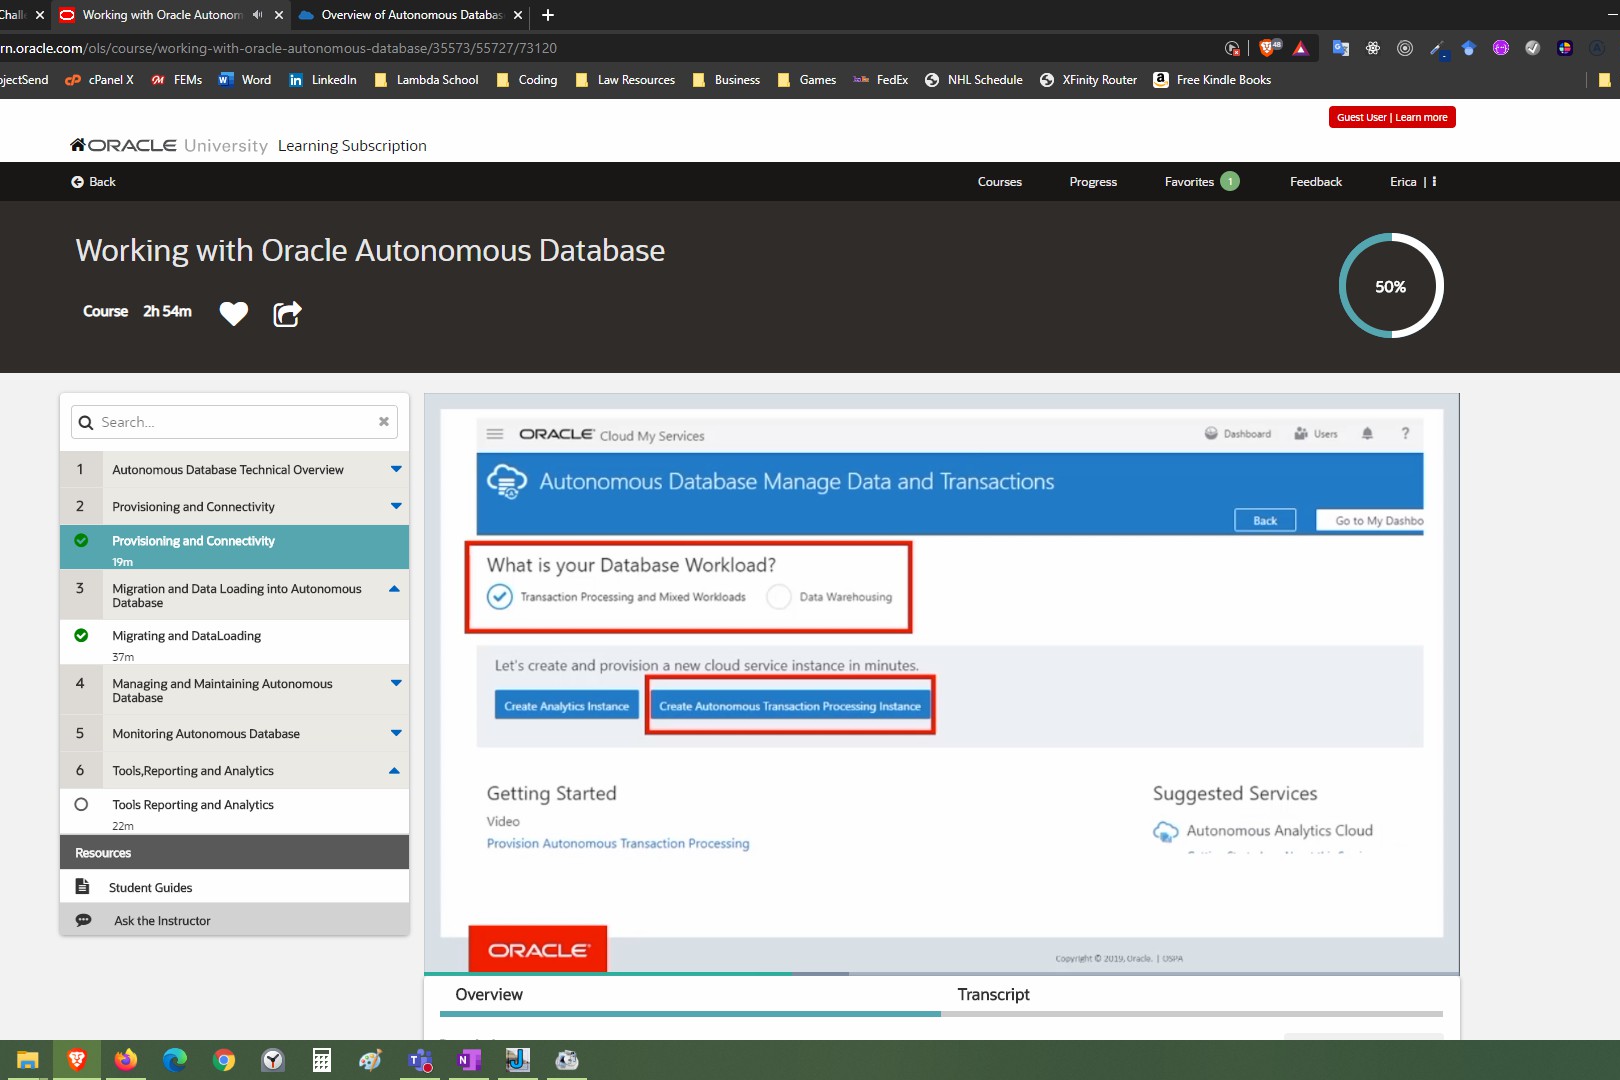 Chall
Working with Oracle Autonom
Overview of Autonomous Databas
rn.oracle.com/ols/course/working-with-oracle-autonomous-database/35573/55727/73120
48
ojectSend
cPanel X
FEMs
Word
LinkedIn
Lambda School
Coding
Law Resources
Business
Games
FedEx
NHL Schedule
XFinity Router
Free Kindle Books
Guest User | Learn more
ORACLE University Learning Subscription
Back
Courses
Progress
Favorites 1
Feedback
Erica
Working with Oracle Autonomous Database
Course 2h 54m
50%
Search...
1 Autonomous Database Technical Overview
2 Provisioning and Connectivity
Provisioning and Connectivity
19m
3 Migration and Data Loading into Autonomous
Database
Migrating and DataLoading
37m
4 Managing and Maintaining Autonomous
Database
5 Monitoring Autonomous Database
6 Tools,Reporting and Analytics
Tools Reporting and Analytics
22m
Resources
Student Guides
Ask the Instructor
ORACLE Cloud My Services
Dashboard
Users
?
Autonomous Database Manage Data and Transactions
Back
Go to My Dashbo
What is your Database Workload?
Transaction Processing and Mixed Workloads
Data Warehousing
Let's create and provision a new cloud service instance in minutes.
Create Analytics Instance
Create Autonomous Transaction Processing Instance
Getting Started
Video
Provision Autonomous Transaction Processing
Suggested Services
Autonomous Analytics Cloud
ORACLE
Copyright © 2019, Oracle. | OSPA
Overview
Transcript